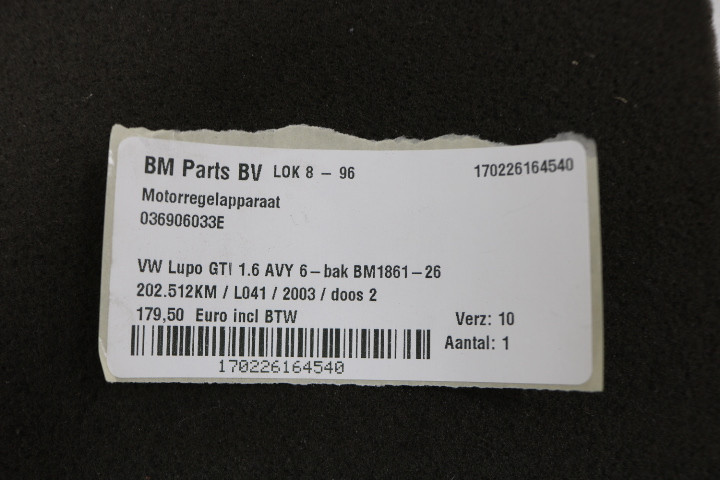 BM Parts BV LOK 8 - 96 170226164540
Motorregelapparaat
036906033E
VW Lupo GTI 1.6 AVY 6-bak BM1861-26
202.512KM / L041 / 2003 / doos 2
179,50 Euro incl BTW Verz: 10
Aantal: 1
170226164540